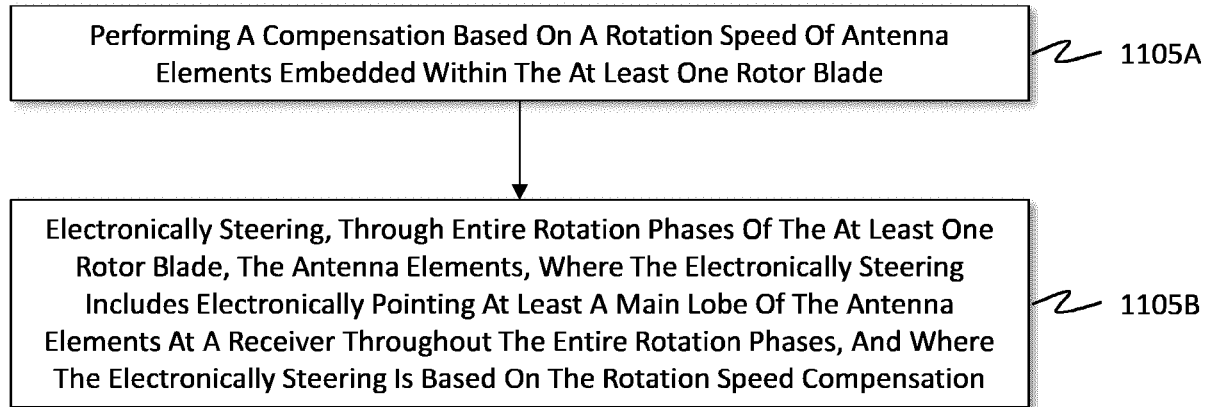 Performing A Compensation Based On A Rotation Speed Of Antenna
Elements Embedded Within The At Least One Rotor Blade
1105A
Electronically Steering, Through Entire Rotation Phases Of The At Least One
Rotor Blade, The Antenna Elements, Where The Electronically Steering
Includes Electronically Pointing At Least A Main Lobe Of The Antenna
Elements At A Receiver Throughout The Entire Rotation Phases, And Where
The Electronically Steering Is Based On The Rotation Speed Compensation
1105B